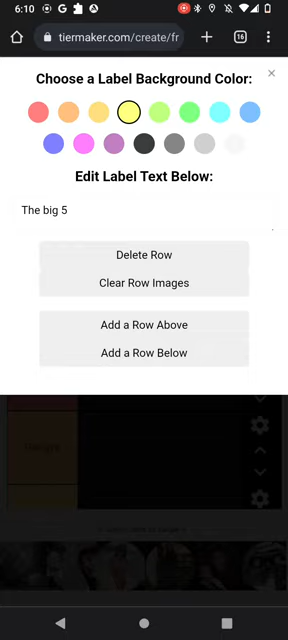 6:10
tiermaker.com/create/fr
16
Choose a Label Background Color:
×
Edit Label Text Below:
The big 5
Delete Row
Clear Row Images
Add a Row Above
Add a Row Below